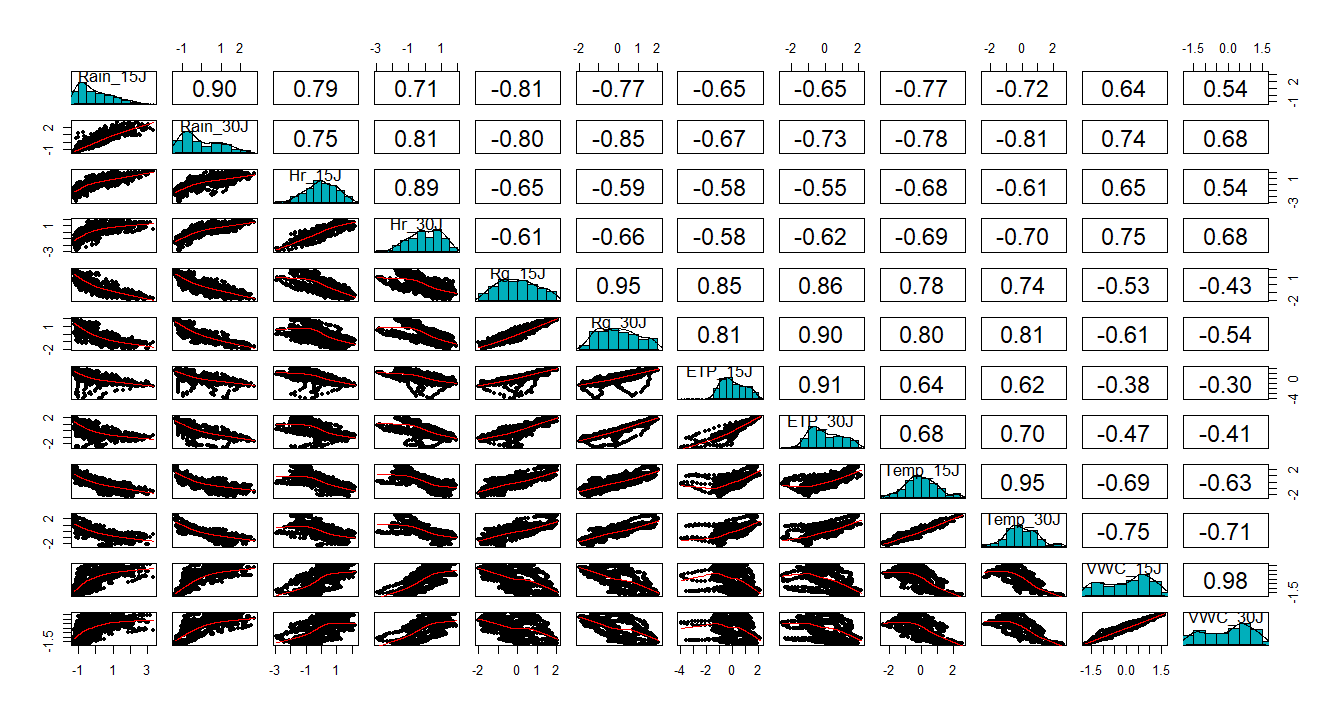 -1 1 2 -3 -1 1 -2 0 1 2 -2 0 2 -2 0 2 -1.5 0.0 1.5
Rain_15J 0.90 0.79 0.71 -0.81 -0.77 -0.65 -0.65 -0.77 -0.72 0.64 0.54 -1 2
-1 2 Rain_30J 0.75 0.81 -0.80 -0.85 -0.67 -0.73 -0.78 -0.81 0.74 0.68
Hr_15J 0.89 -0.65 -0.59 -0.58 -0.55 -0.68 -0.61 0.65 0.54 -3 0
-3 1 Hr_30J -0.61 -0.66 -0.58 -0.62 -0.69 -0.70 0.75 0.68
Rg_15J 0.95 0.85 0.86 0.78 0.74 -0.53 -0.43 -2 1
-2 1 Rg_30J 0.81 0.90 0.80 0.81 -0.61 -0.54
ETP_15J 0.91 0.64 0.62 -0.38 -0.30 -4 0
-2 2 ETP_30J 0.68 0.70 -0.47 -0.41
Temp_15J 0.95 -0.69 -0.63 -2 2
-2 2 Temp_30J -0.75 -0.71
VWC_15J 0.98 -1.5
-1.5 VWC_30J
-1 1 3 -3 -1 1 -2 0 1 2 -4 -2 0 2 -2 0 2 -1.5 0.0 1.5